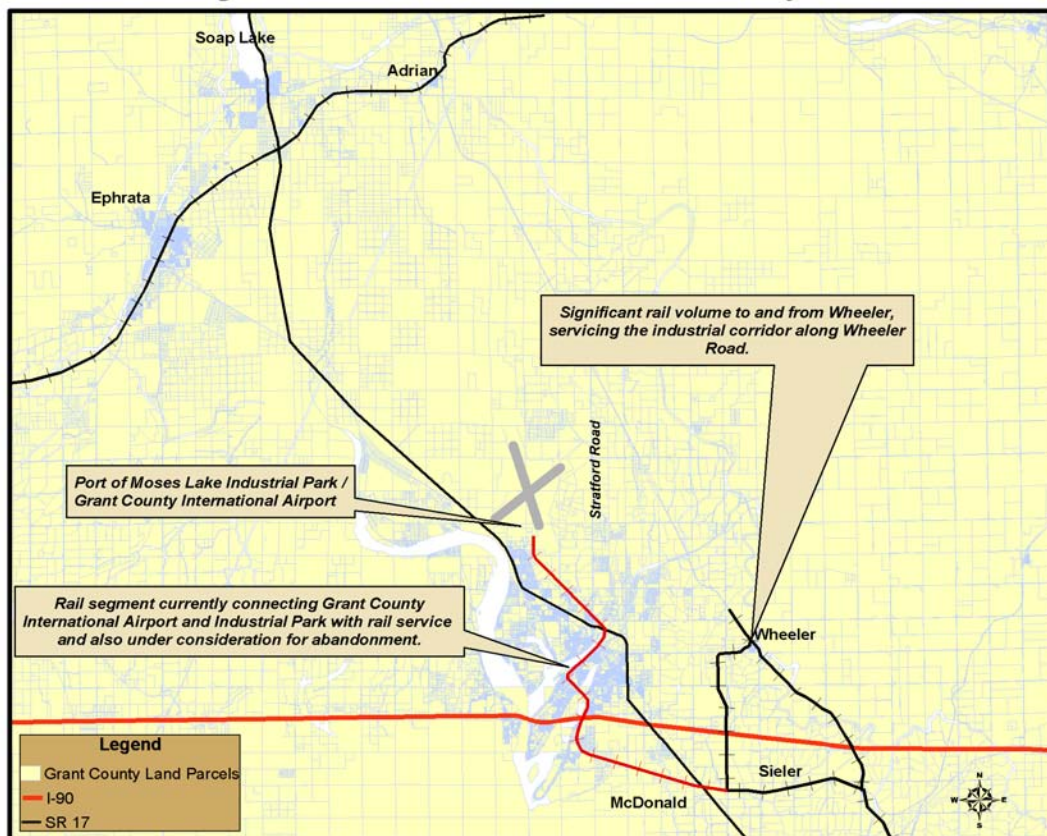 Soap Lake
Adrian
Ephrata
Significant rail volume to and from Wheeler,
servicing the industrial corridor along Wheeler
Road.
Stratford Road
Port of Moses Lake Industrial Park /
Grant County International Airport
Rail segment currently connecting Grant County
International Airport and Industrial Park with rail service
and also under consideration for abandonment.
Wheeler
Sieler
McDonald
Legend
Grant County Land Parcels
I-90
SR 17
N
W
E
S